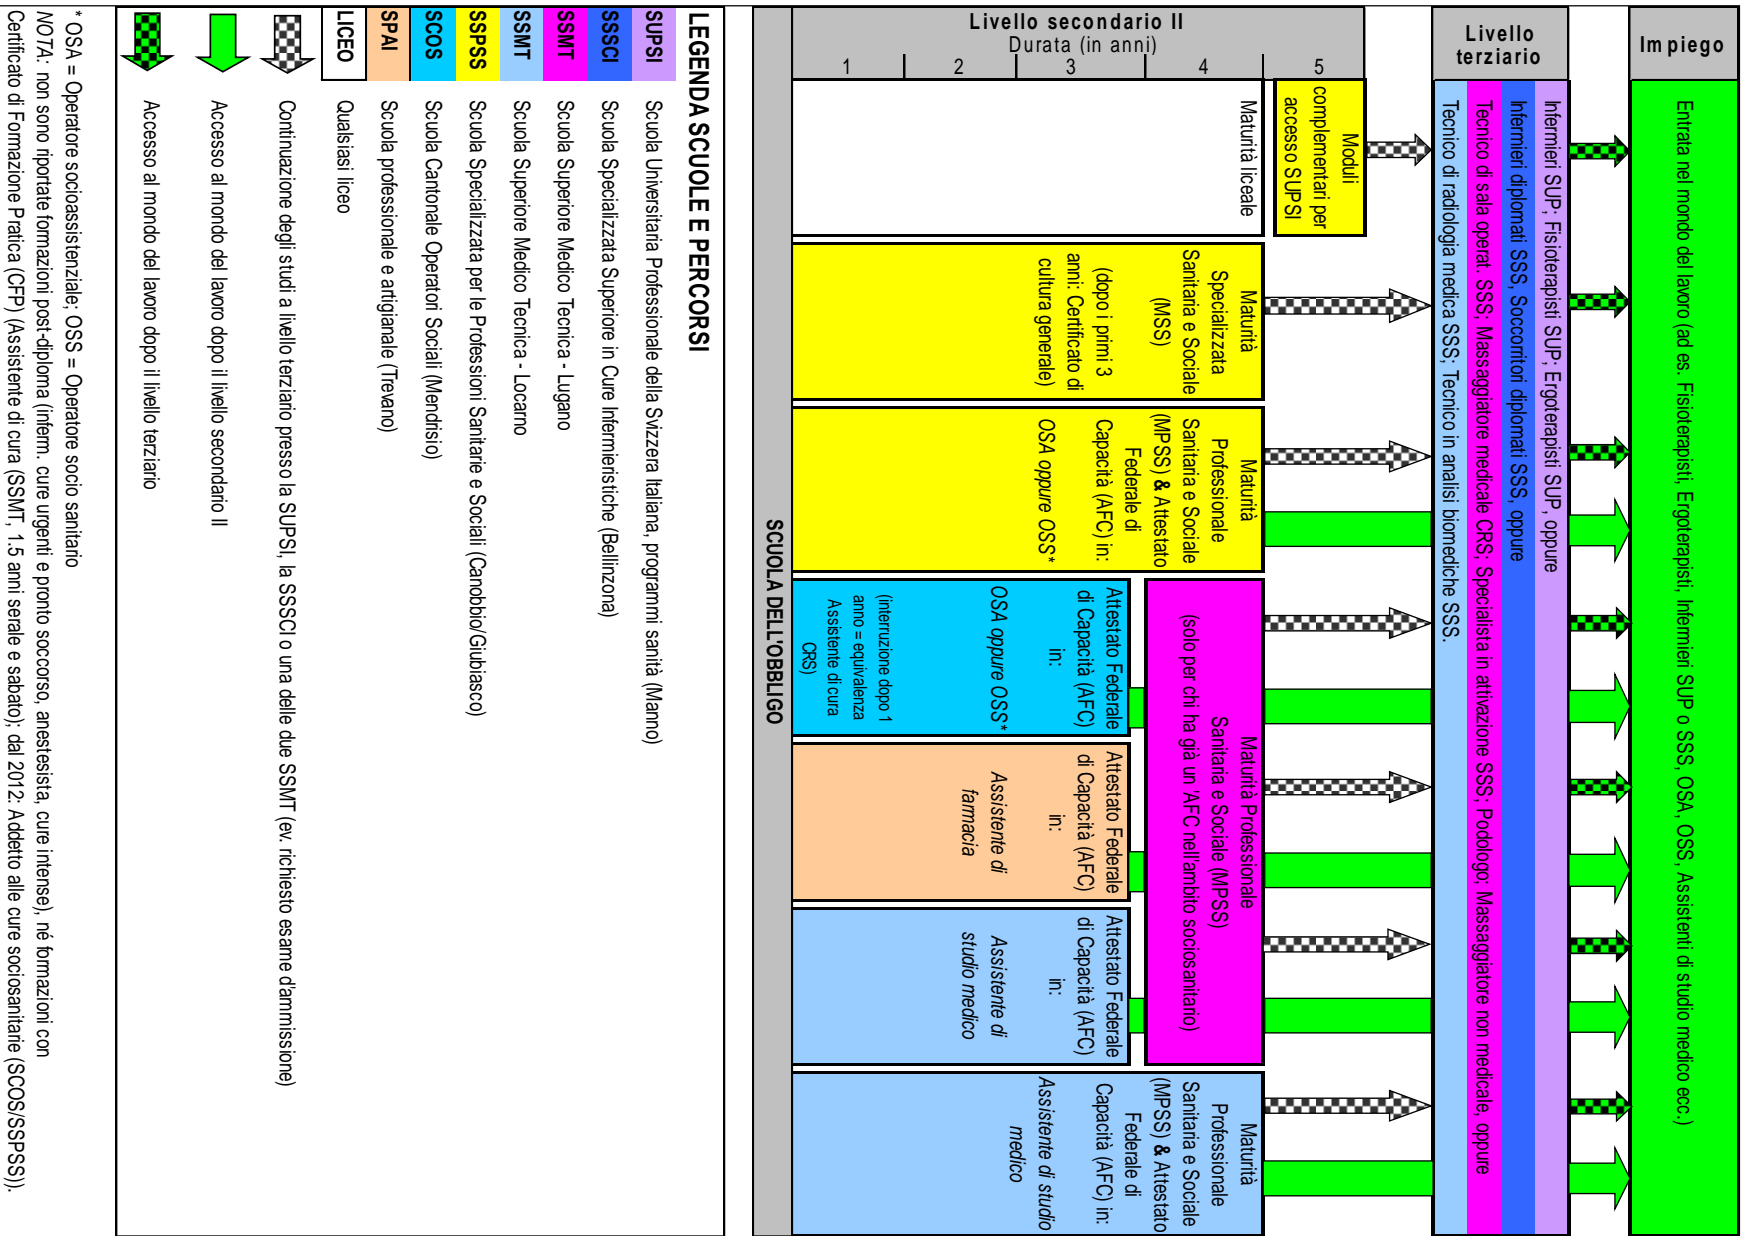 Impiego
Entrata nel mondo del lavoro (ad es. Fisioterapisti, Ergoterapisti, Infermieri SUP o SSS, OSA, OSS, Assistenti di studio medico ecc.)
Livello
terziario
Infermieri SUP; Fisioterapisti SUP; Ergoterapisti SUP, oppure
Infermieri diplomati SSS, Soccorritori diplomati SSS, oppure
Tecnico di sala operat. SSS; Massaggiatore medicale CRS; Specialista in attivazione SSS; Podologo; Massaggiatore non medicale, oppure
Tecnico di radiologia medica SSS; Tecnico in analisi biomediche SSS.
Livello secondario II
Durata (in anni)
5
4
3
2
1
Moduli
complementari per
accesso SUPSI
Maturità liceale
Maturità
Specializzata
Sanitaria e Sociale
(MSS)
(dopo i primi 3
anni: Certificato di
cultura generale)
Maturità
Professionale
Sanitaria e Sociale
(MPSS) & Attestato
Federale di
Capacità (AFC) in:
OSA oppure OSS*
Maturità Professionale
Sanitaria e Sociale (MPSS)
(solo per chi ha già un 'AFC nell'ambito sociosanitario)
Attestato Federale
di Capacità (AFC)
in:
OSA oppure OSS*
(interruzione dopo 1
anno = equivalenza
Assistente di cura
CRS)
Attestato Federale
di Capacità (AFC)
in:
Assistente di
farmacia
Attestato Federale
di Capacità (AFC)
in:
Assistente di
studio medico
Maturità
Professionale
Sanitaria e Sociale
(MPSS) & Attestato
Federale di
Capacità (AFC) in:
Assistente di studio
medico
SCUOLA DELL'OBBLIGO
LEGENDA SCUOLE E PERCORSI
SUPSI Scuola Universitaria Professionale della Svizzera Italiana, programmi sanità (Manno)
SSSCI Scuola Specializzata Superiore in Cure Infermieristiche (Bellinzona)
SSMT Scuola Superiore Medico Tecnica - Lugano
SSMT Scuola Superiore Medico Tecnica - Locarno
SSPSS Scuola Specializzata per le Professioni Sanitarie e Sociali (Canobbio/Giubiasco)
SCOS Scuola Cantonale Operatori Sociali (Mendrisio)
SPAI Scuola professionale e artigianale (Trevano)
LICEO Qualsiasi liceo
Continuazione degli studi a livello terziario presso la SUPSI, la SSSCI o una delle due SSMT (ev. richiesto esame d'ammissione)
Accesso al mondo del lavoro dopo il livello secondario II
Accesso al mondo del lavoro dopo il livello terziario
* OSA = Operatore socioassistenziale; OSS = Operatore socio sanitario
NOTA: non sono riportate formazioni post-diploma (inferm. cure urgenti e pronto soccorso, anestesista, cure intense), né formazioni con
Certificato di Formazione Pratica (CFP) (Assistente di cura (SSMT, 1.5 anni serale e sabato); dal 2012: Addetto alle cure sociosanitarie (SCOS/SSPSS)).